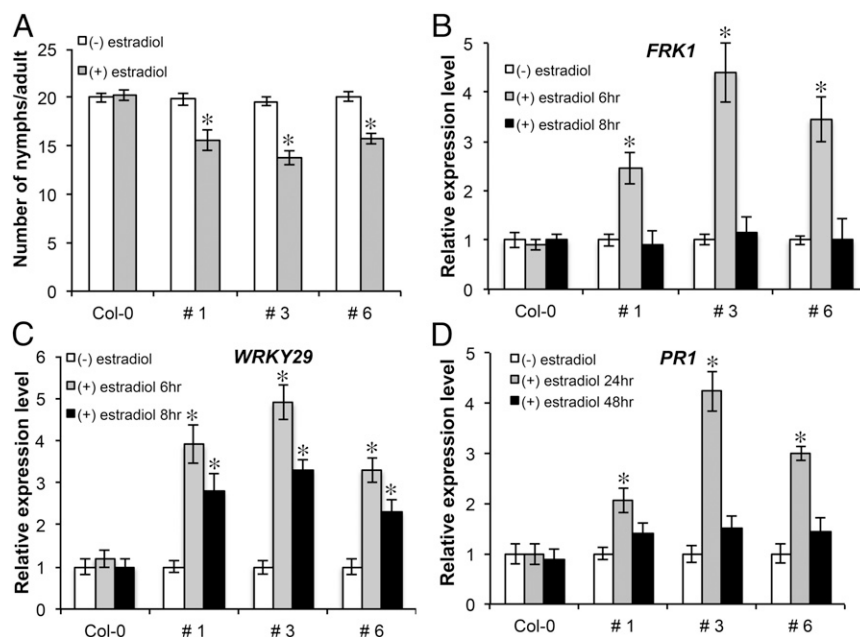 A
(-) estradiol
(+) estradiol
Number of nymphs/adult
25
20
15
10
5
0
* * *
Col-0 # 1 # 3 # 6
B
FRK1
(-) estradiol
(+) estradiol 6hr
(+) estradiol 8hr
Relative expression level
5
4
3
2
1
0
* * *
Col-0 # 1 # 3 # 6
C
WRKY29
(-) estradiol
(+) estradiol 6hr
(+) estradiol 8hr
Relative expression level
6
5
4
3
2
1
0
* * * * * *
Col-0 # 1 # 3 # 6
D
PR1
(-) estradiol
(+) estradiol 24hr
(+) estradiol 48hr
Relative expression level
5
4
3
2
1
0
* * *
Col-0 # 1 # 3 # 6